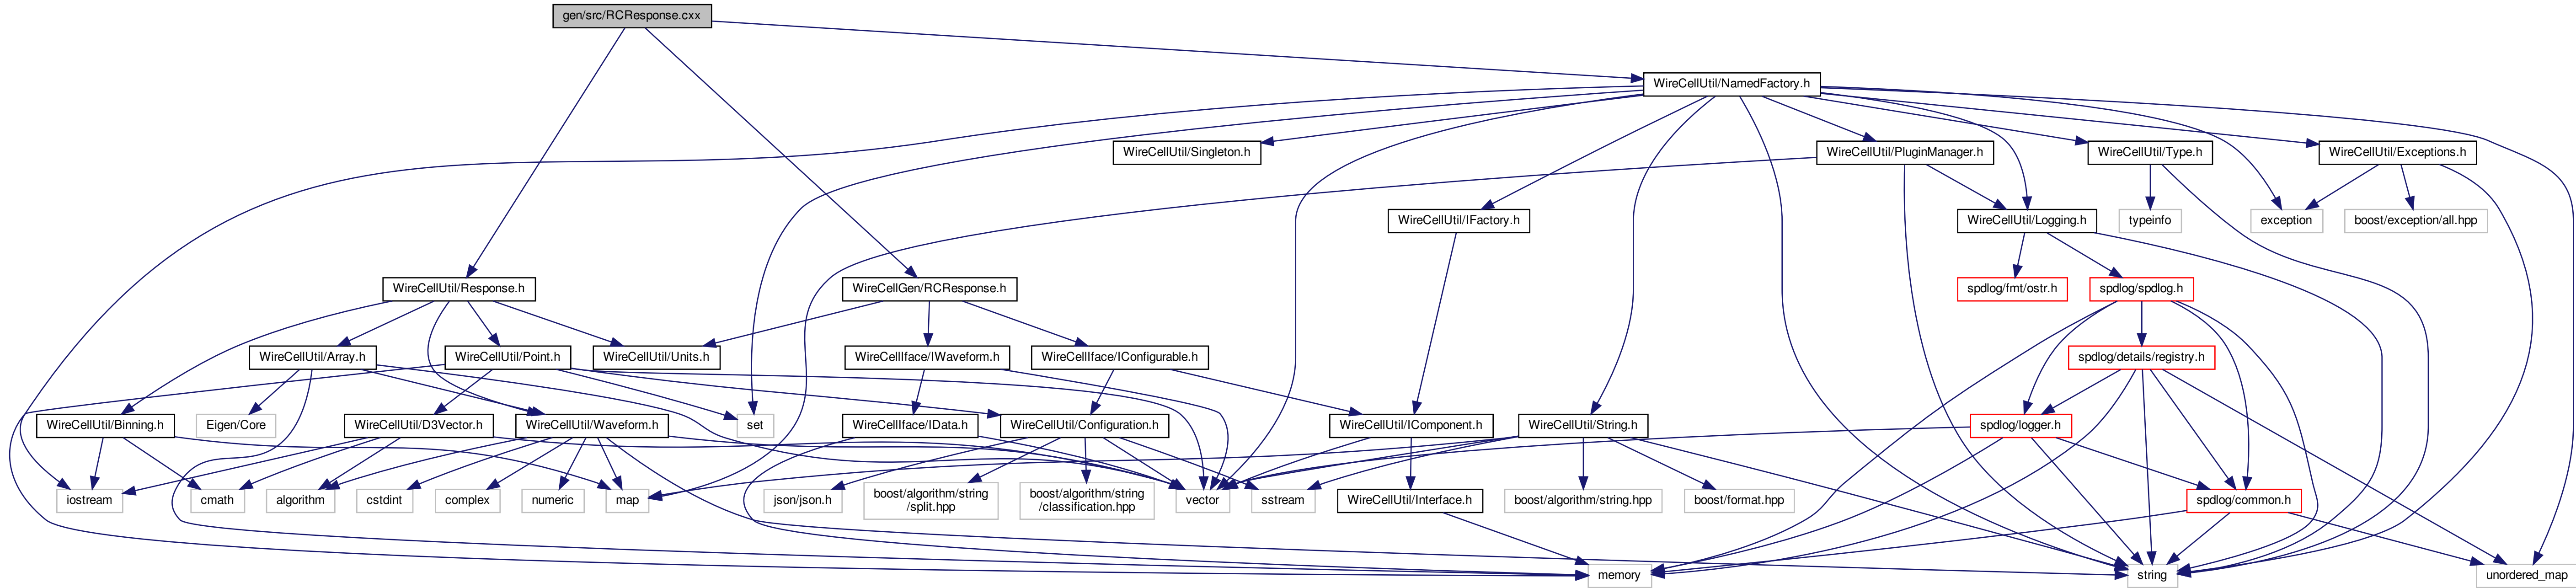 gen/src/RCResponse.cxx
WireCellUtil/NamedFactory.h
WireCellUtil/Singleton.h
WireCellUtil/PluginManager.h
WireCellUtil/Type.h
WireCellUtil/Exceptions.h
WireCellUtil/IFactory.h
WireCellUtil/Logging.h
typeinfo
exception
boost/exception/all.hpp
WireCellUtil/Response.h
WireCellGen/RCResponse.h
spdlog/fmt/ostr.h
spdlog/spdlog.h
WireCellUtil/Array.h
WireCellUtil/Point.h
WireCellUtil/Units.h
WireCellIface/IWaveform.h
WireCellIface/IConfigurable.h
spdlog/details/registry.h
WireCellUtil/Binning.h
Eigen/Core
WireCellUtil/D3Vector.h
WireCellUtil/Waveform.h
set
WireCellIface/IData.h
WireCellUtil/Configuration.h
WireCellUtil/IComponent.h
WireCellUtil/String.h
spdlog/logger.h
iostream
cmath
algorithm
cstdint
complex
numeric
map
json/json.h
boost/algorithm/string
/split.hpp
boost/algorithm/string
/classification.hpp
vector
sstream
WireCellUtil/Interface.h
boost/algorithm/string.hpp
boost/format.hpp
spdlog/common.h
memory
string
unordered_map